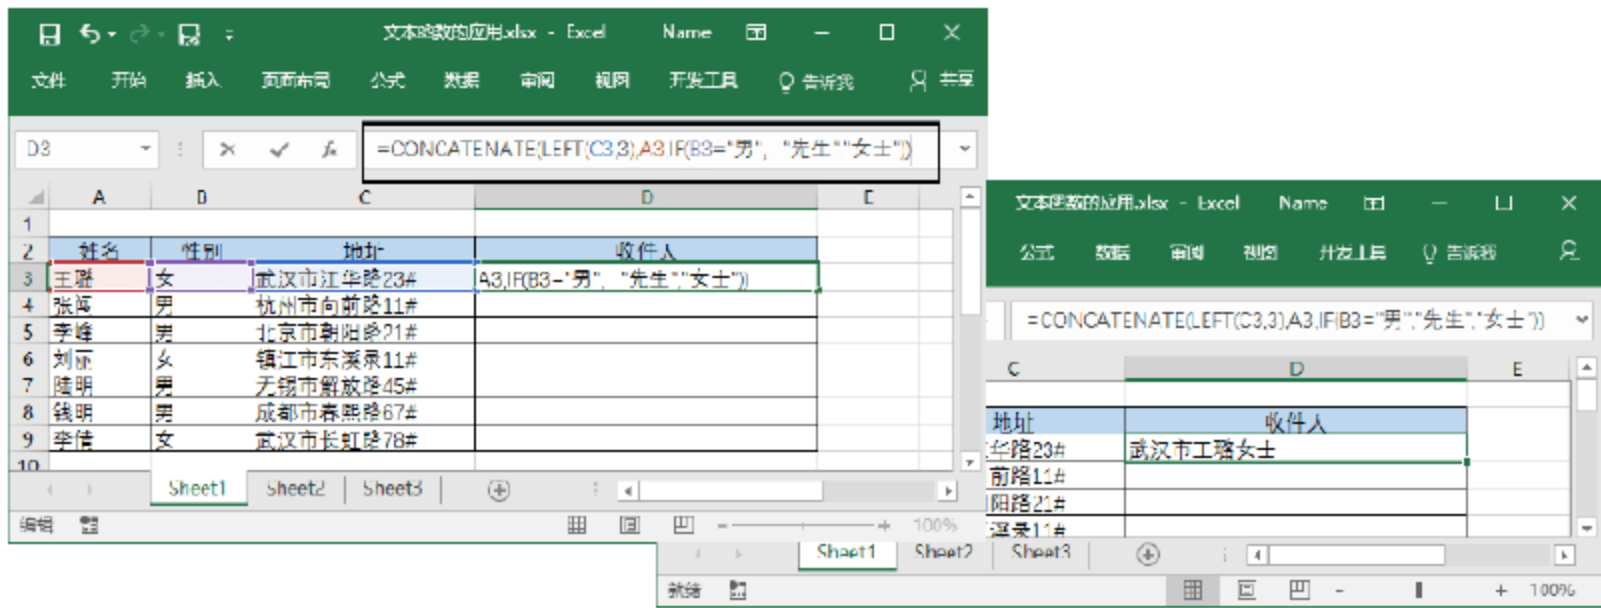 文本函数的应用.xlsx - Excel Name
文件 开始 插入 页面布局 公式 数据 审阅 视图 开发工具 告诉我 共享
D3 =CONCATENATE(LEFT(C3,3),A3,IF(B3="男", "先生","女士"))
A B C D E
1
2 姓名 性别 地址 收件人
3 王璐 女 武汉市江华路23# A3,IF(B3="男", "先生","女士"))
4 张闯 男 杭州市向前路11#
5 李峰 男 北京市朝阳路21#
6 刘丽 女 镇江市东溪录11#
7 陆明 男 无锡市解放路45#
8 钱明 男 成都市春熙路67#
9 李倩 女 武汉市长虹路78#
10
Sheet1 Sheet2 Sheet3
编辑 100%
文本函数的应用.xlsx - Excel Name
公式 数据 审阅 视图 开发工具 告诉我
=CONCATENATE(LEFT(C3,3),A3,IF(B3="男","先生","女士"))
C D E
地址 收件人
华路23# 武汉市王璐女士
前路11#
阳路21#
溪录11#
Sheet1 Sheet2 Sheet3
就绪 100%